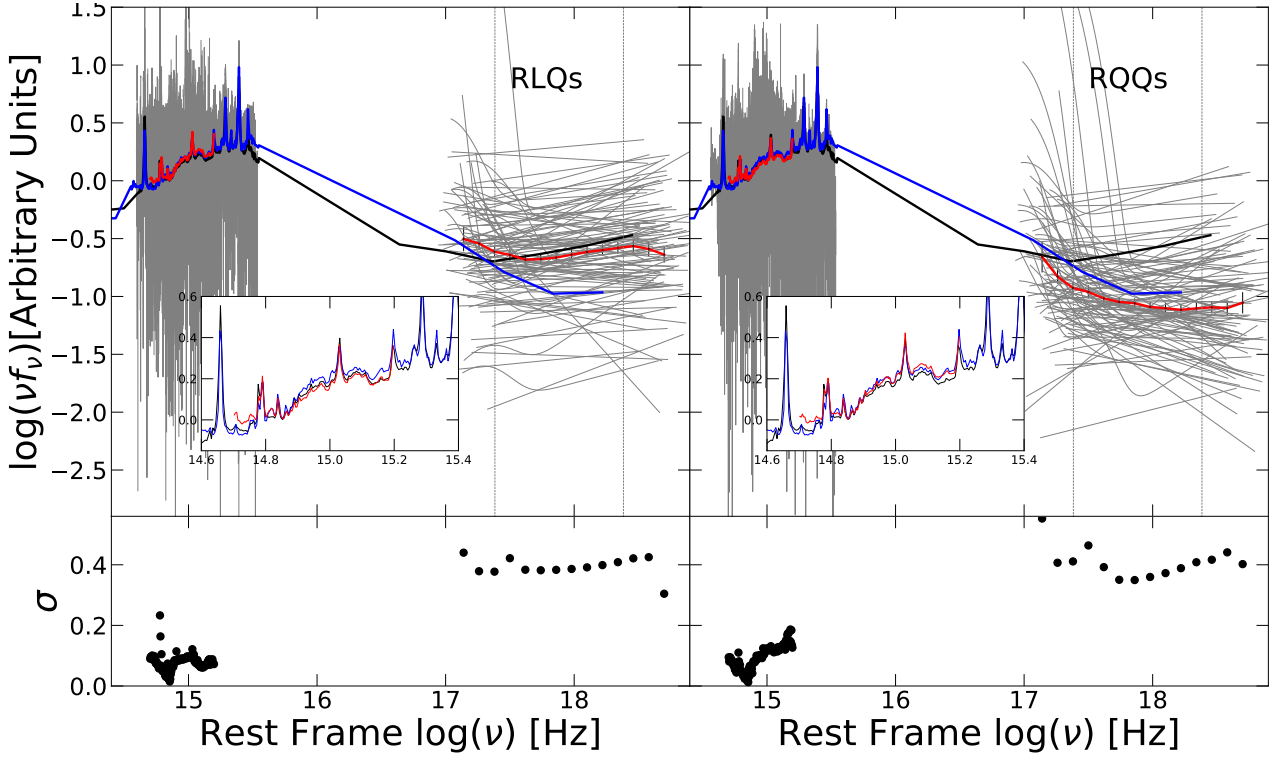 RLQs
RQQs
log(νf_ν)[Arbitrary Units]
1.5
1.0
0.5
0.0
−0.5
−1.0
−1.5
−2.0
−2.5
0.6
0.4
0.2
0.0
14.6 14.8 15.0 15.2 15.4
0.6
0.4
0.2
0.0
14.6 14.8 15.0 15.2 15.4
σ
0.4
0.2
0.0
15 16 17 18
15 16 17 18
Rest Frame log(ν) [Hz]
Rest Frame log(ν) [Hz]